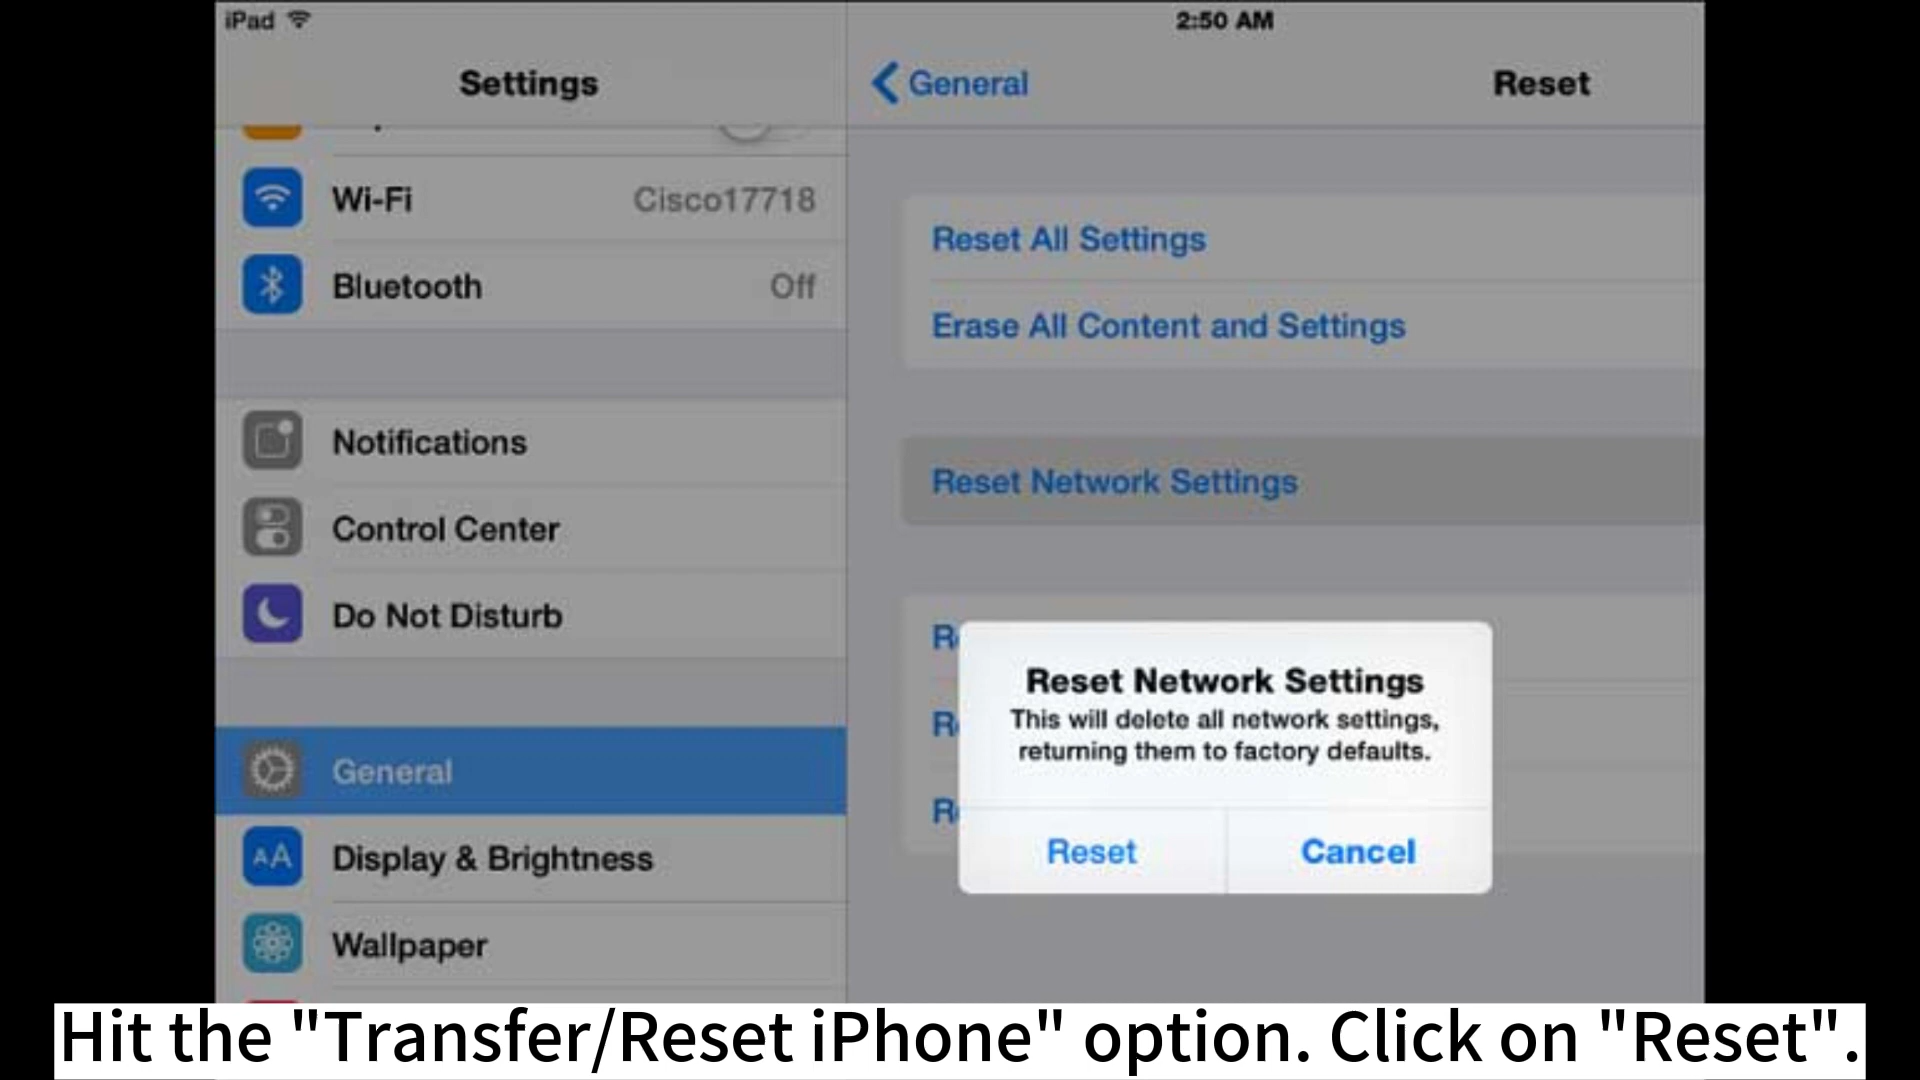 iPad
2:50 AM
Settings
General
Reset
Wi-Fi
Cisco17718
Bluetooth
Off
Notifications
Control Center
Do Not Disturb
General
Display & Brightness
Wallpaper
Reset All Settings
Erase All Content and Settings
Reset Network Settings
Reset Network Settings
This will delete all network settings,
returning them to factory defaults.
Reset
Cancel
Hit the "Transfer/Reset iPhone" option. Click on "Reset".